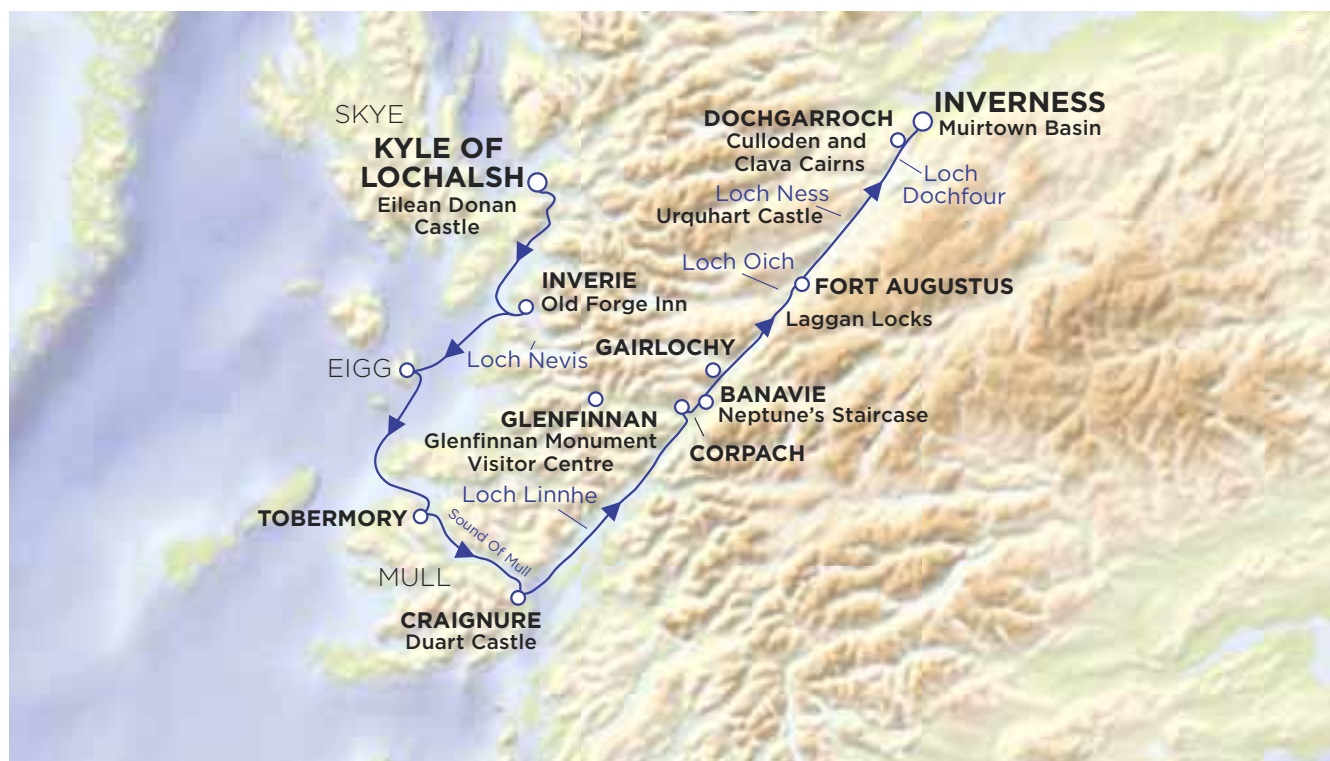 SKYE
KYLE OF
LOCHALSH
Eilean Donan
Castle
INVERNESS
Muirtown Basin
DOCHGARROCH
Culloden and
Clava Cairns
Loch
Dochfour
Loch Ness
Urquhart Castle
Loch Oich
FORT AUGUSTUS
Laggan Locks
INVERIE
Old Forge Inn
Loch Nevis
GAIRLOCHY
EIGG
BANAVIE
Neptune's Staircase
GLENFINNAN
Glenfinnan Monument
Visitor Centre
CORPACH
Loch Linnhe
TOBERMORY
Sound Of Mull
MULL
CRAIGNURE
Duart Castle